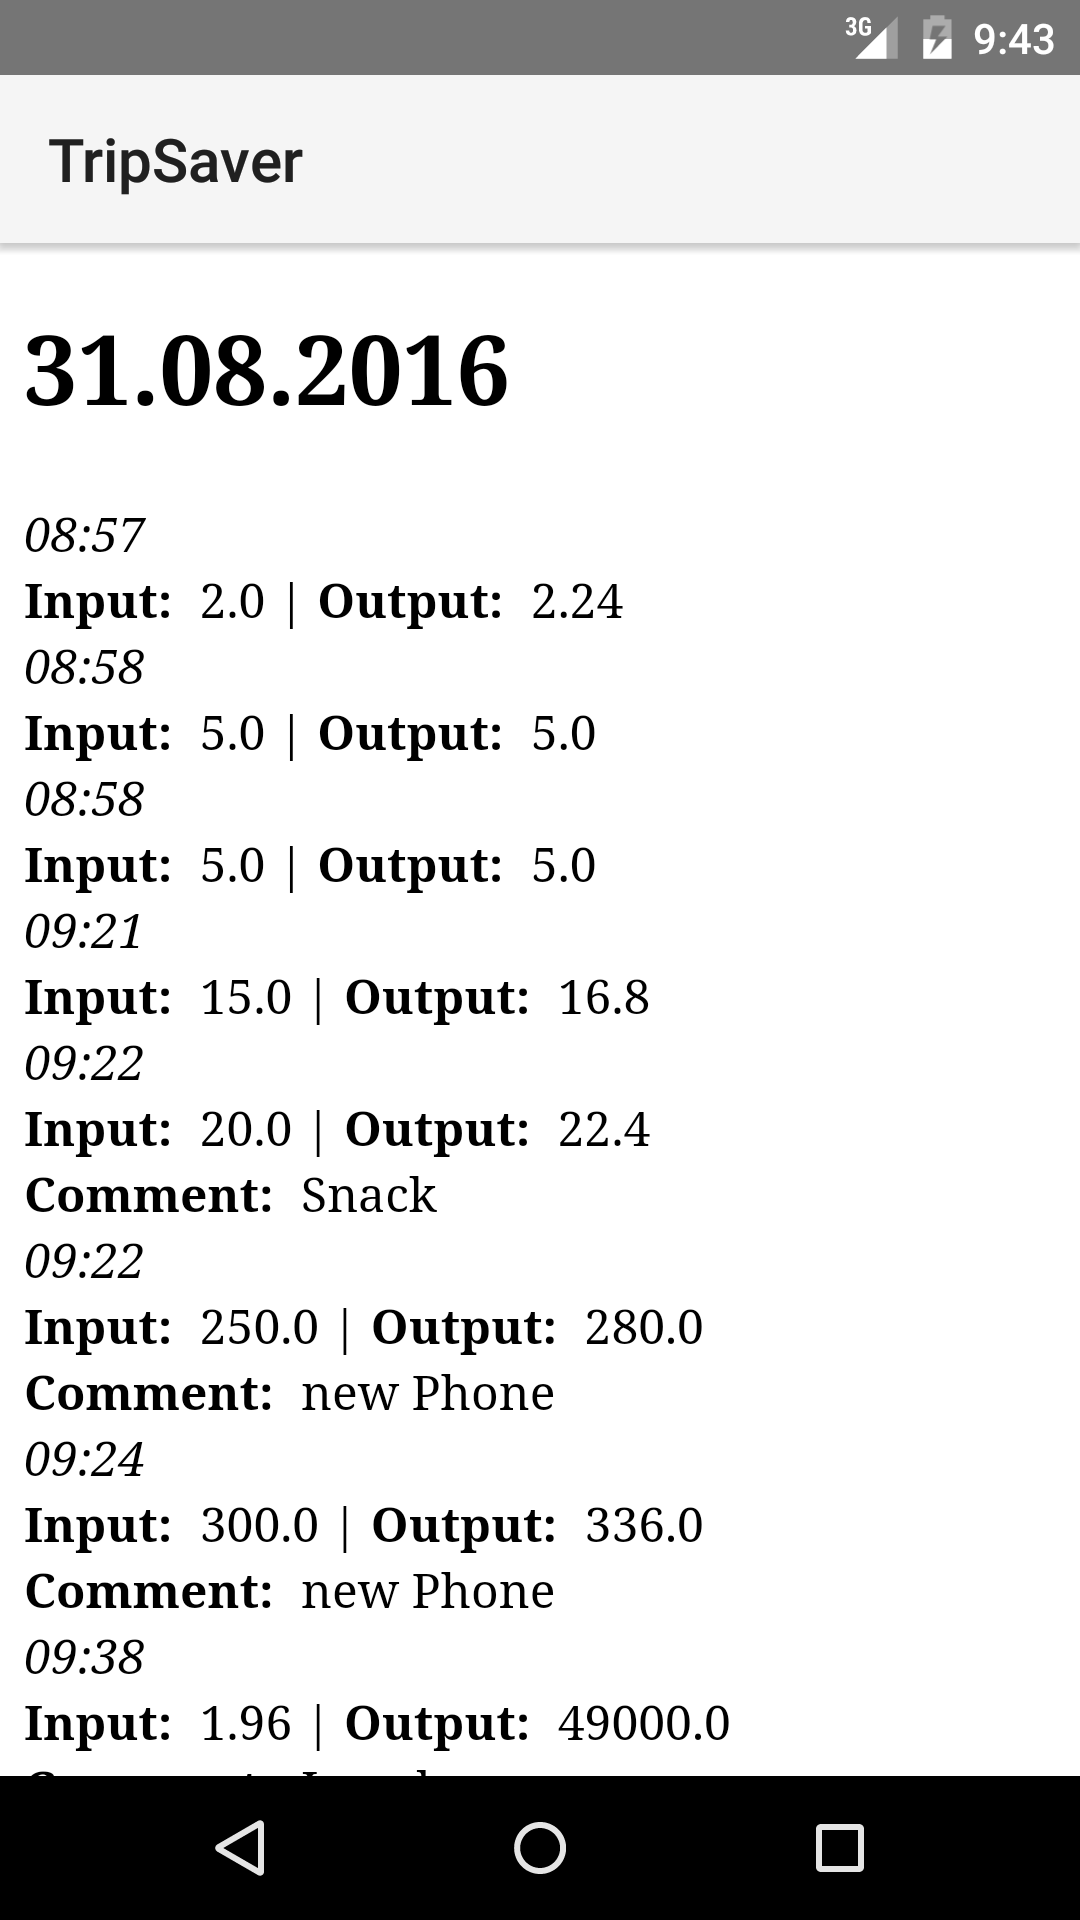 3G 9:43
TripSaver
31.08.2016
08:57
Input: 2.0 | Output: 2.24
08:58
Input: 5.0 | Output: 5.0
08:58
Input: 5.0 | Output: 5.0
09:21
Input: 15.0 | Output: 16.8
09:22
Input: 20.0 | Output: 22.4
Comment: Snack
09:22
Input: 250.0 | Output: 280.0
Comment: new Phone
09:24
Input: 300.0 | Output: 336.0
Comment: new Phone
09:38
Input: 1.96 | Output: 49000.0